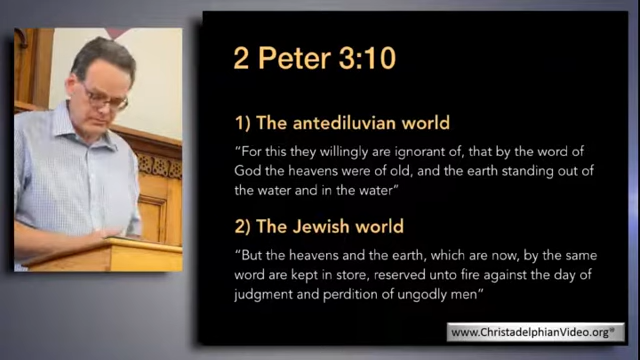 2 Peter 3:10
1) The antediluvian world
"For this they willingly are ignorant of, that by the word of
God the heavens were of old, and the earth standing out of
the water and in the water"
2) The Jewish world
"But the heavens and the earth, which are now, by the same
word are kept in store, reserved unto fire against the day of
judgment and perdition of ungodly men"
www.ChristadelphianVideo.org®